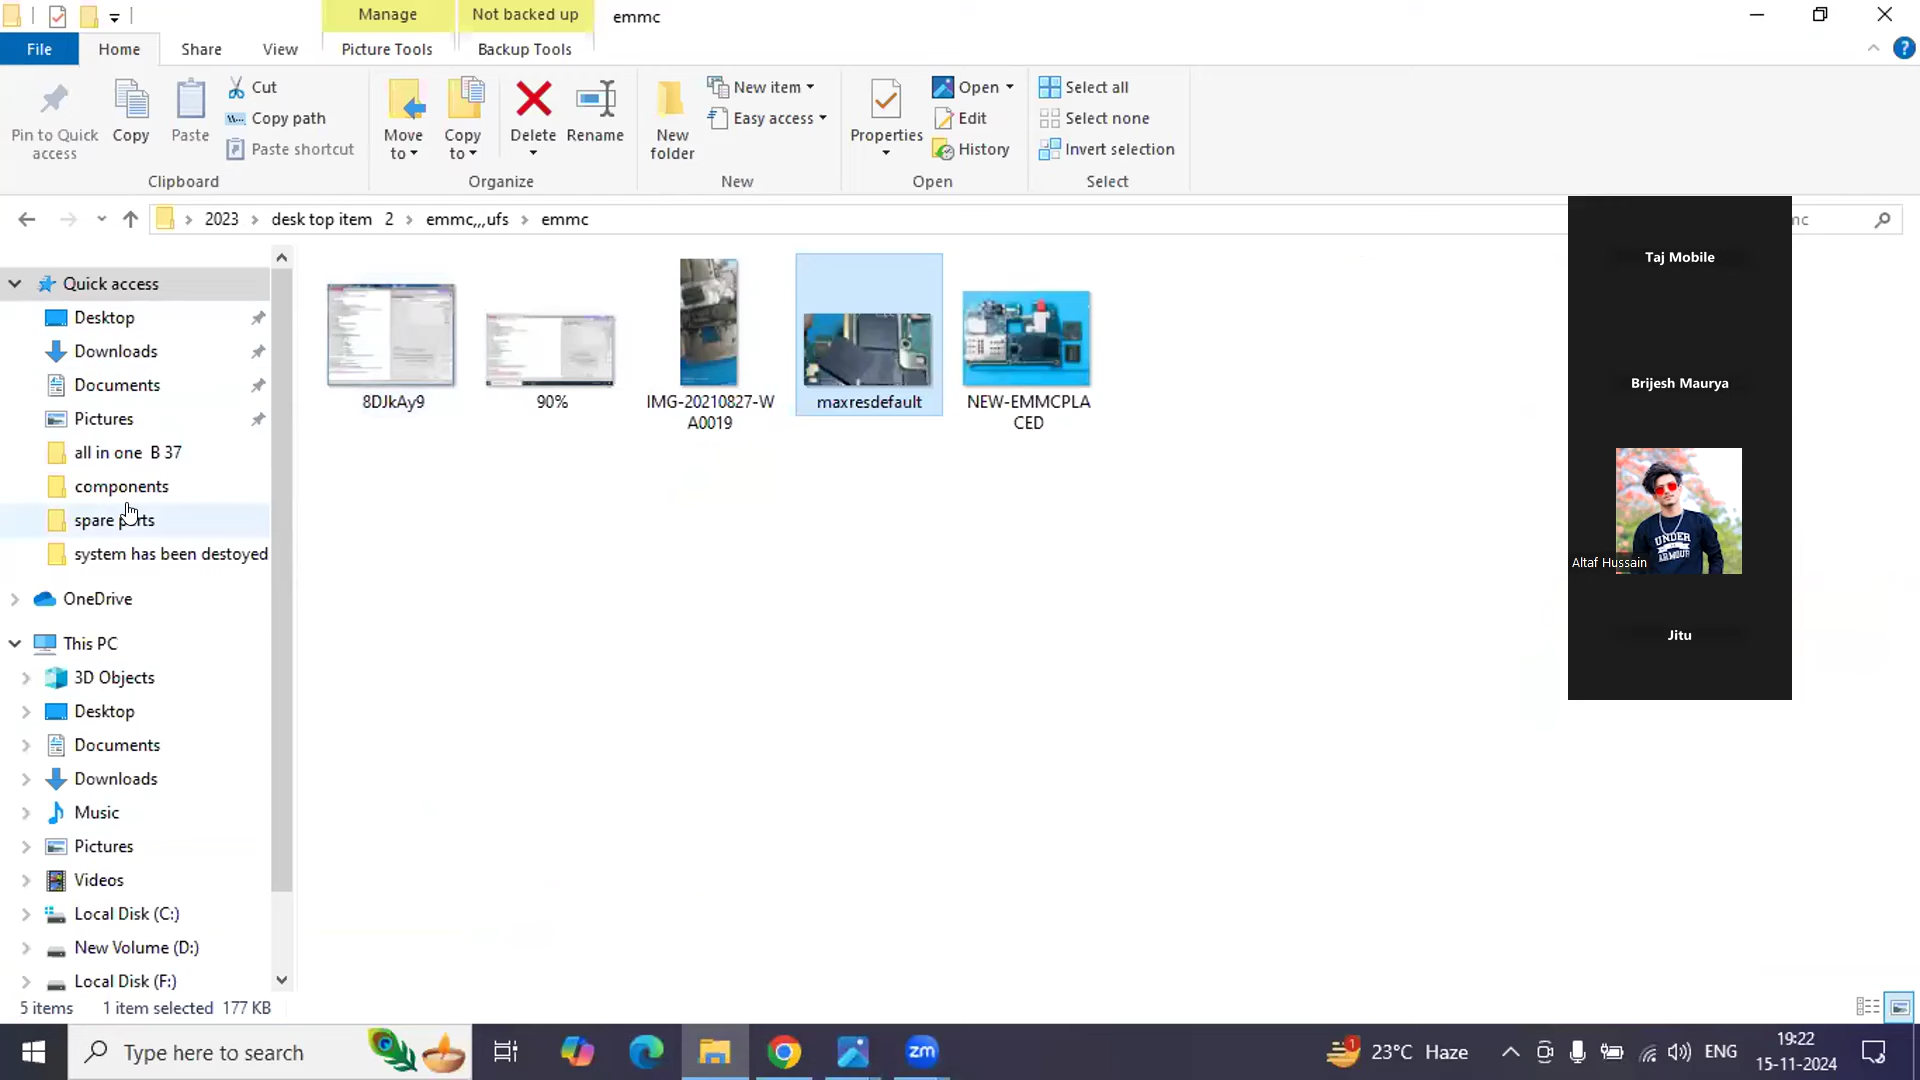 Manage
Not backed up
emmc
File
Home
Share
View
Picture Tools
Backup Tools
Pin to Quick access
Copy
Paste
Cut
Copy path
Paste shortcut
Clipboard
Move to
Copy to
Delete
Rename
Organize
New folder
New item
Easy access
New
Properties
Open
Edit
History
Open
Select all
Select none
Invert selection
Select
2023 > desk top item 2 > emmc,,,ufs > emmc
mc
Quick access
Desktop
Downloads
Documents
Pictures
all in one B 37
components
spare parts
system has been destoyed
OneDrive
This PC
3D Objects
Desktop
Documents
Downloads
Music
Pictures
Videos
Local Disk (C:)
New Volume (D:)
Local Disk (F:)
8DJkAy9
90%
IMG-20210827-W
A0019
maxresdefault
NEW-EMMCPLA
CED
Taj Mobile
Brijesh Maurya
UNDER
ARMOUR
Altaf Hussain
Jitu
5 items 1 item selected 177 KB
Type here to search
zm
1
23°C Haze
ENG
19:22
15-11-2024